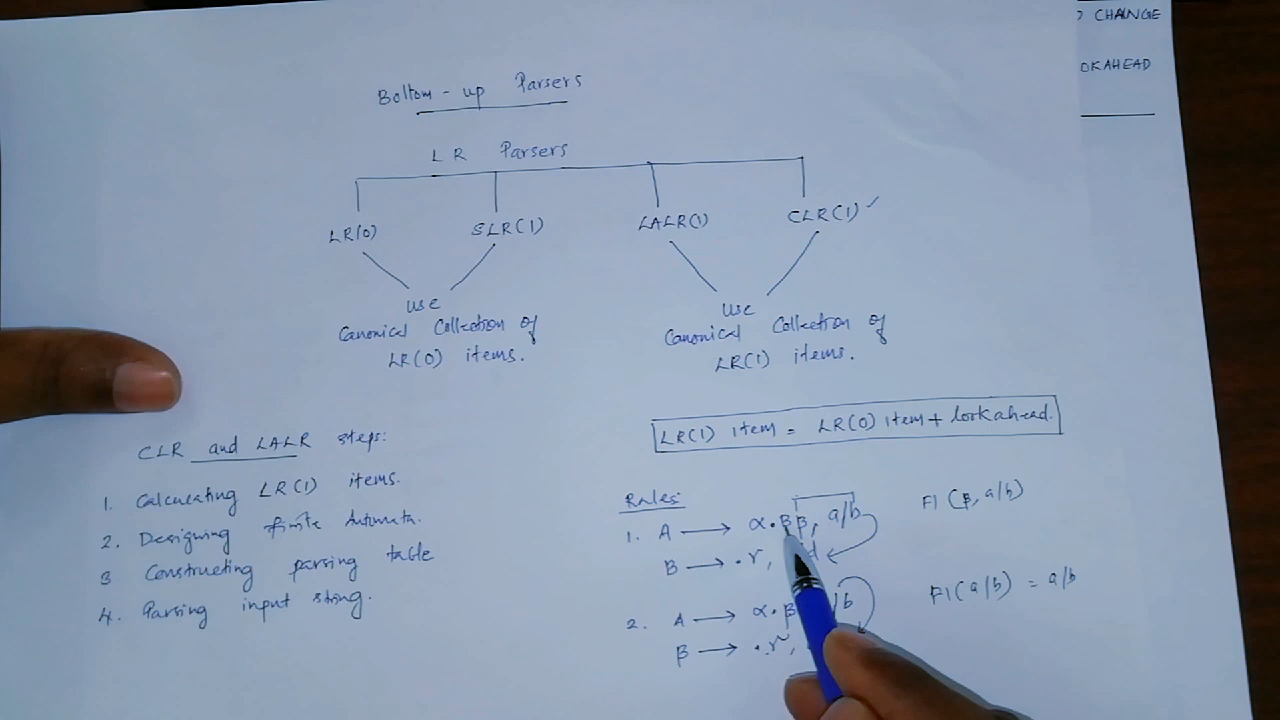 CHANGE
OKAHEAD
Bottom-up Parsers
LR Parsers
LR(0) SLR(1) LALR(1) CLR(1) ✓
use
Canonical Collection of
LR(0) items.
use
Canonical Collection of
LR(1) items.
LR(1) item = LR(0) item + lookahead.
CLR and LALR steps:
1. Calculating LR(1) items.
2. Designing finite Automata.
3 Constructing parsing table
4. Parsing input string.
Rules:
1. A → α.Bβ, a/b FI(β, a/b)
B → .r,
2. A → α.B /b FI(a/b) = a/b
B → .r,